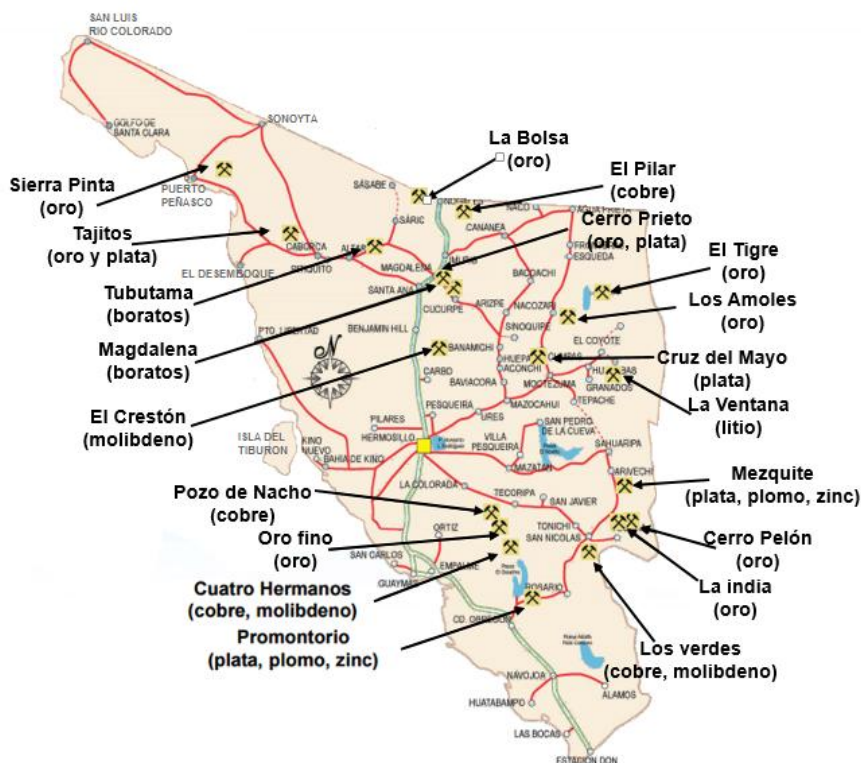 SAN LUIS
RIO COLORADO
SONOYTA
GOLFO DE
SANTA CLARA
La Bolsa
(oro)
El Pilar
(cobre)
SÁSABE
NACO
AGUA PRIETA
Sierra Pinta
(oro)
PUERTO
PEÑASCO
SÁRIC
CANANEA
Cerro Prieto
(oro, plata)
Tajitos
(oro y plata)
CABORCA
PITIQUITO
MAGDALENA
ESQUEDA
EL DESEMBOQUE
El Tigre
(oro)
SANTA ANA
BACOACHI
Tubutama
(boratos)
CUCURPE
ARIZPE
NACOZARI
Los Amoles
(oro)
PTO. LIBERTAD
BENJAMIN HILL
SINOQUIPE
EL COYOTE
Magdalena
(boratos)
N
BANAMICHI
HUEPA
ACONCHI
Cruz del Mayo
(plata)
CARBO
BAVIACORA
MOCTEZUMA
GRANADOS
TEPACHE
La Ventana
(litio)
El Crestón
(molibdeno)
PESQUEIRA
MAZOCAHUI
URES
PILARES
HERMOSILLO
SAN PEDRO
DE LA CUEVA
ISLA DEL
TIBURON
KINO
NUEVO
BAHIA DE KINO
VILLA
PESQUEIRA
SAHUARIPA
MAZATAN
ARIVECHI
Mezquite
(plata, plomo, zinc)
LA COLORADA
TECORIPA
SAN JAVIER
Pozo de Nacho
(cobre)
TONICHI
SAN NICOLAS
Oro fino
(oro)
ORTIZ
Cerro Pelón
(oro)
SAN CARLOS
EMPALME
GUAYMAS
La india
(oro)
Cuatro Hermanos
(cobre, molibdeno)
ROSARIO
Promontorio
(plata, plomo, zinc)
CD. OBREGON
Los verdes
(cobre, molibdeno)
NAVOJOA
ALAMOS
HUATABAMPO
LAS BOCAS
ESTACION DON